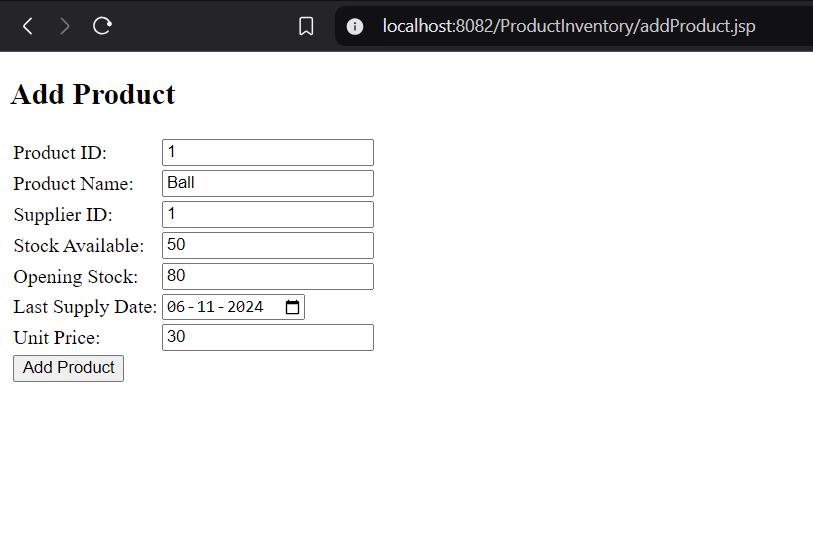 localhost:8082/ProductInventory/addProduct.jsp
Add Product
Product ID: 1
Product Name: Ball
Supplier ID: 1
Stock Available: 50
Opening Stock: 80
Last Supply Date: 06-11-2024
Unit Price: 30
Add Product